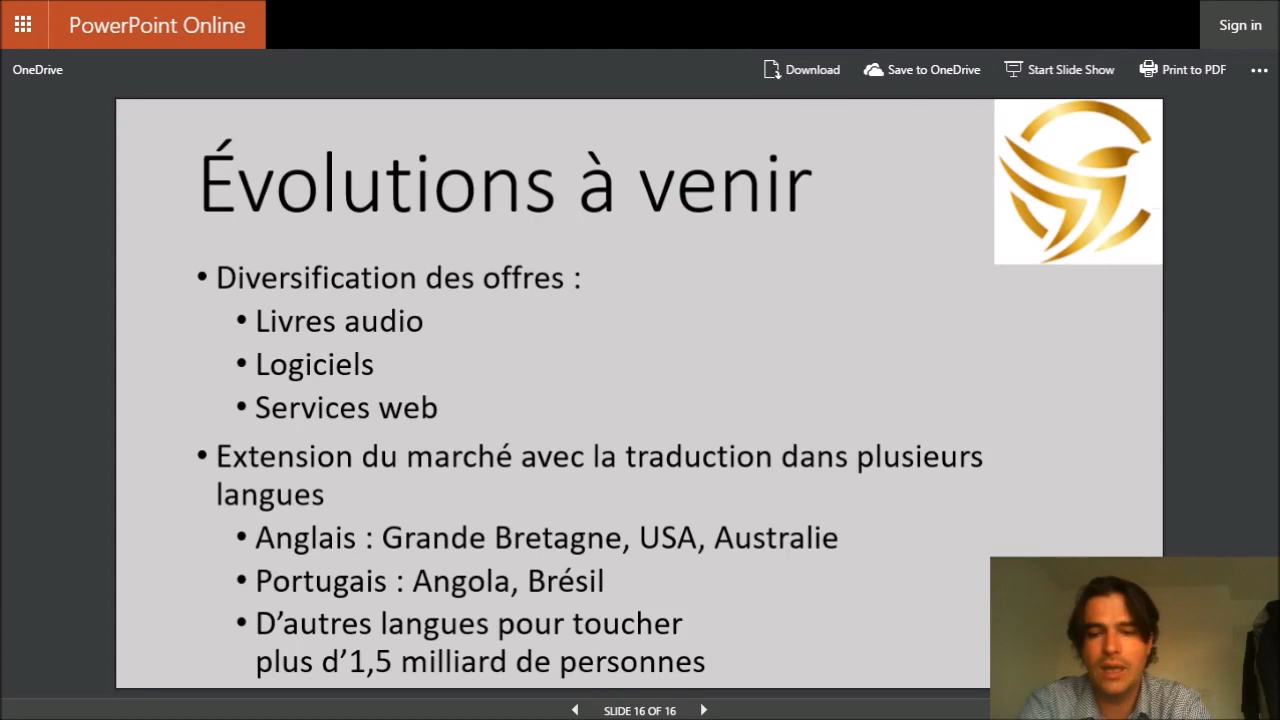 PowerPoint Online
Sign in
OneDrive
Download
Save to OneDrive
Start Slide Show
Print to PDF
Évolutions à venir
• Diversification des offres :
• Livres audio
• Logiciels
• Services web
• Extension du marché avec la traduction dans plusieurs
langues
• Anglais : Grande Bretagne, USA, Australie
• Portugais : Angola, Brésil
• D’autres langues pour toucher
plus d’1,5 milliard de personnes
SLIDE 16 OF 16